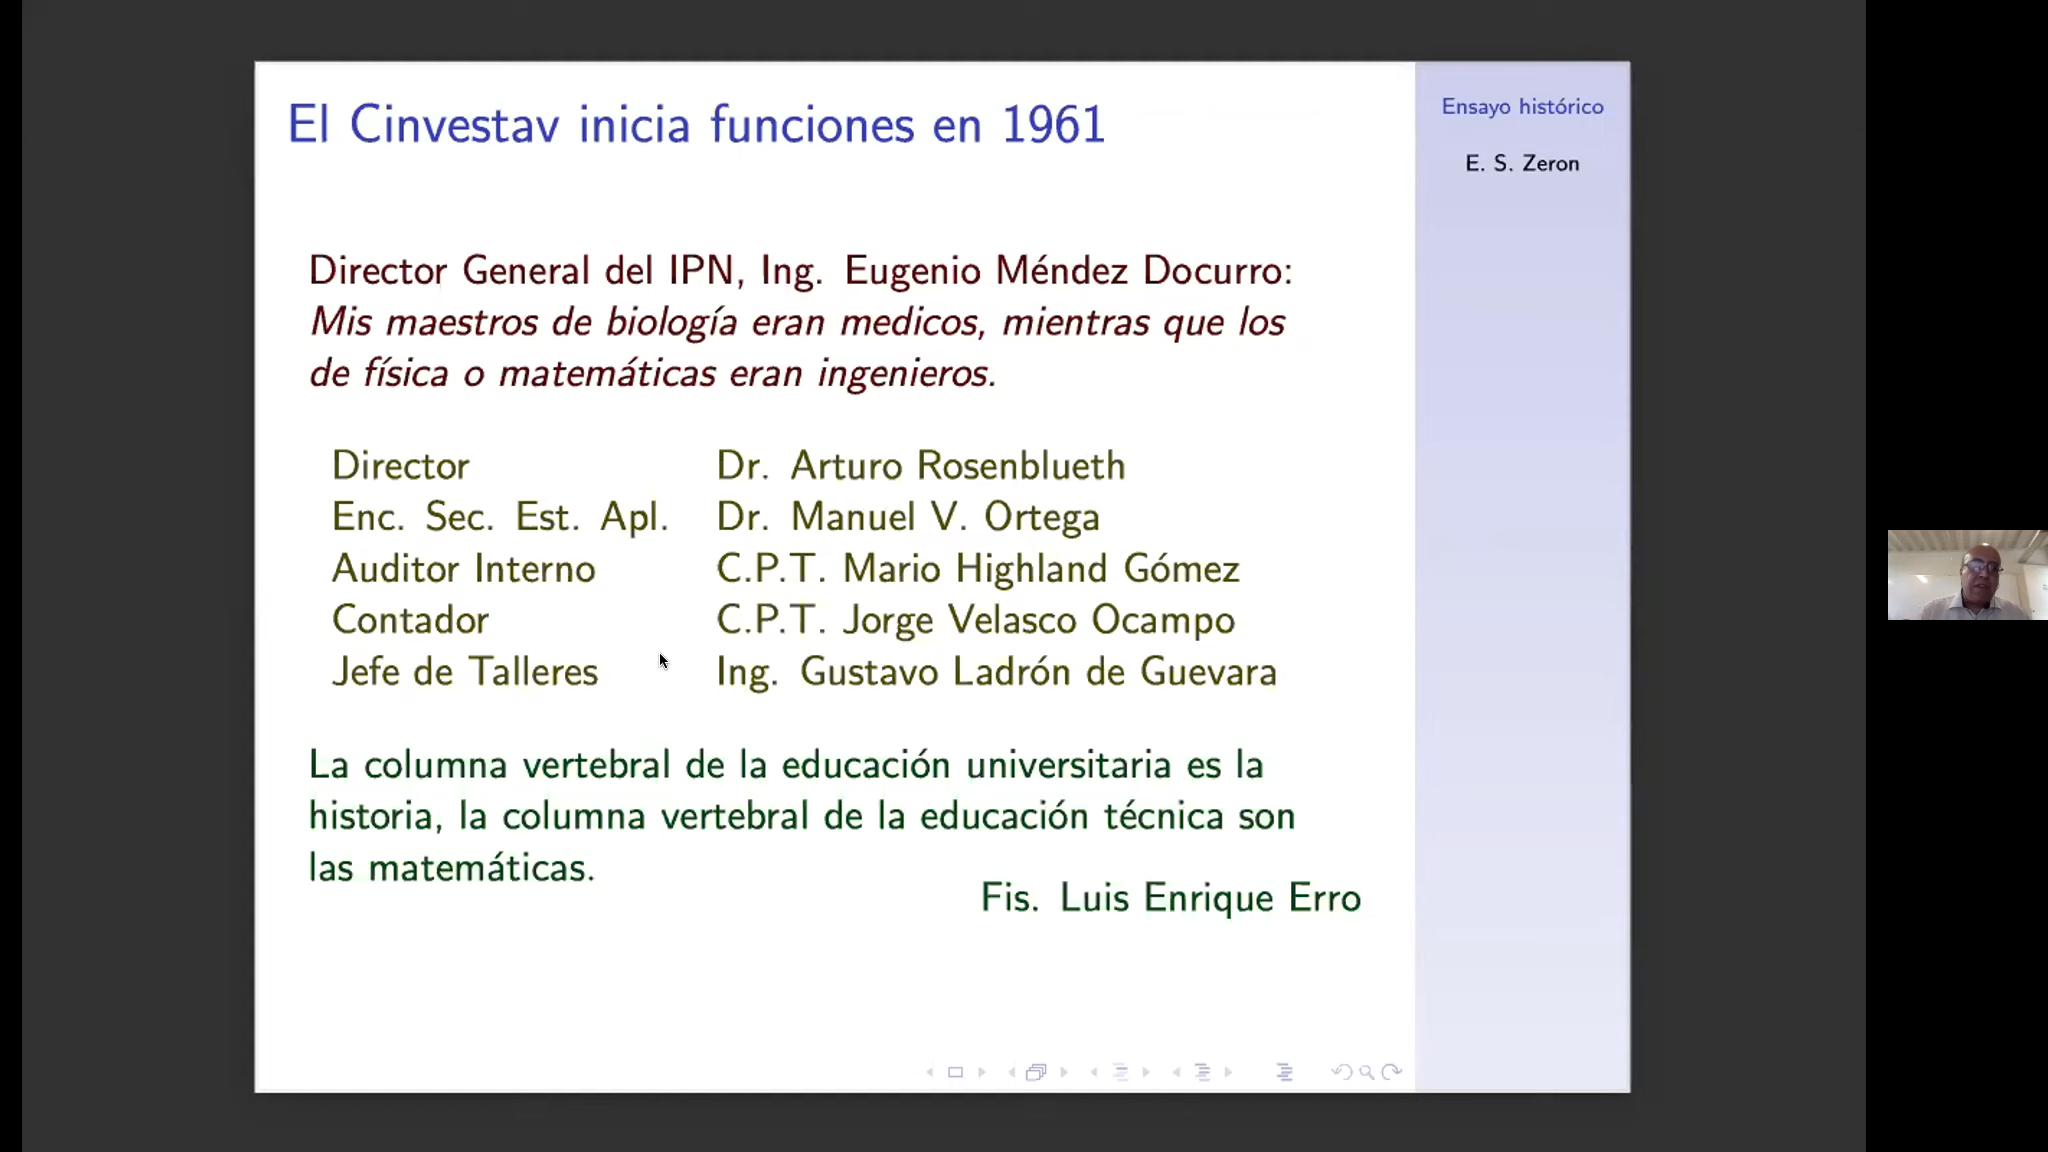 El Cinvestav inicia funciones en 1961
Director General del IPN, Ing. Eugenio Méndez Docurro:
Mis maestros de biología eran medicos, mientras que los
de física o matemáticas eran ingenieros.
Director Dr. Arturo Rosenblueth
Enc. Sec. Est. Apl. Dr. Manuel V. Ortega
Auditor Interno C.P.T. Mario Highland Gómez
Contador C.P.T. Jorge Velasco Ocampo
Jefe de Talleres Ing. Gustavo Ladrón de Guevara
La columna vertebral de la educación universitaria es la
historia, la columna vertebral de la educación técnica son
las matemáticas.
Fis. Luis Enrique Erro
Ensayo histórico
E. S. Zeron